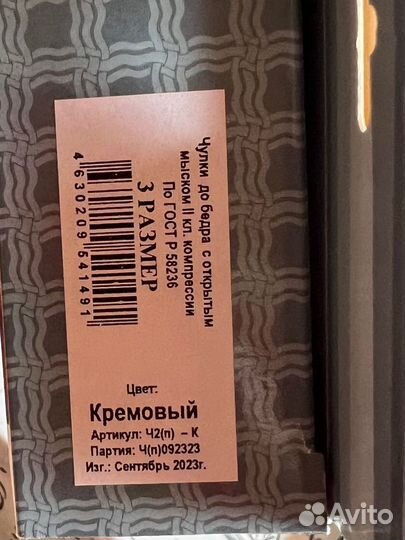 Чулки до бедра с открытым
мыском II кл. компрессии
По ГОСТ Р 58236
3 РАЗМЕР
4 630209 541491
Цвет:
Кремовый
Артикул: Ч2(п) – К
Партия: Ч(п)092323
Изг.: Сентябрь 2023г.
Avito